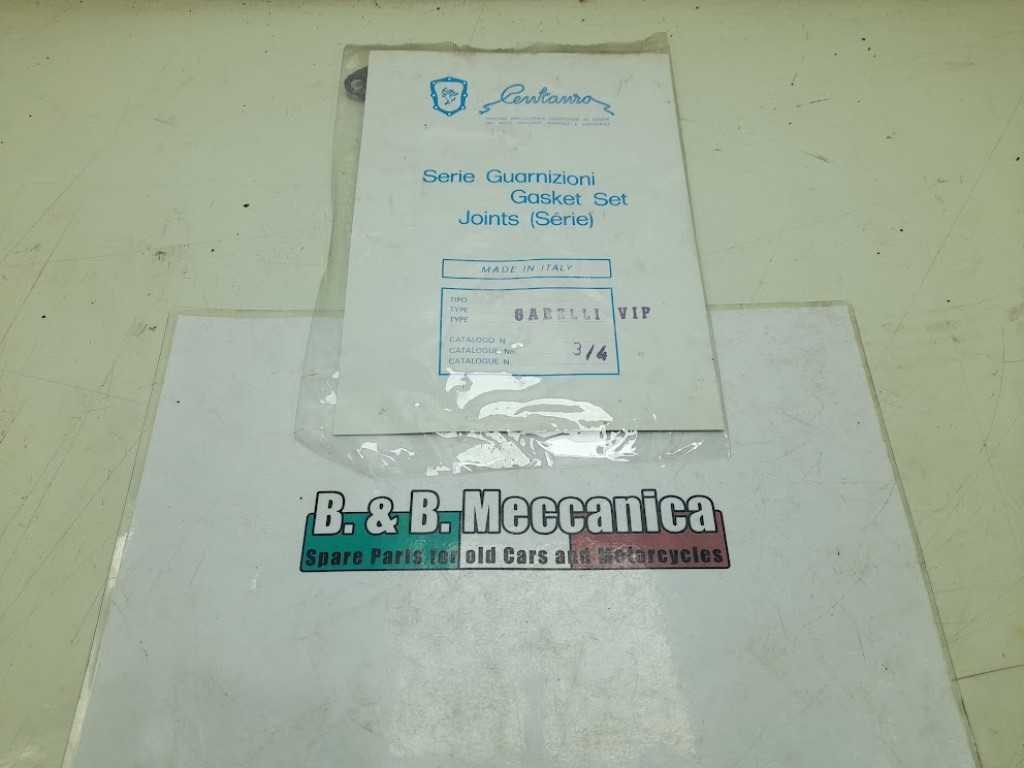 Centauro
Serie Guarnizioni
Gasket Set
Joints (Série)
MADE IN ITALY
TIPO
TYPE
TYPE
GARELLI VIP
CATALOGO N.
CATALOGUE No.
CATALOGUE N.
3/4
B. & B. Meccanica
Spare Parts for old Cars and Motorcycles